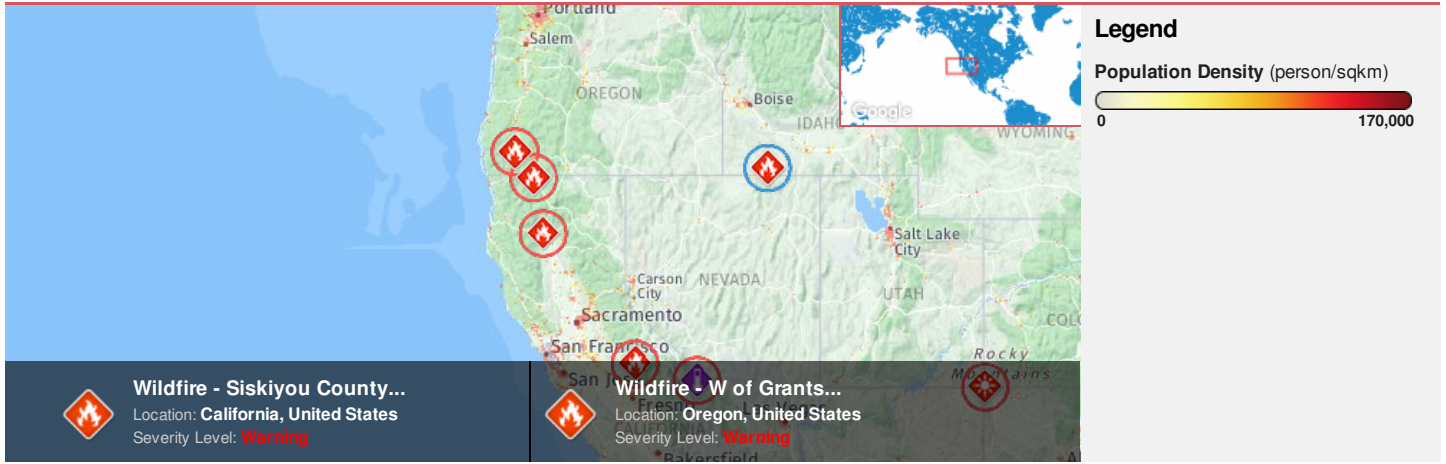 Portland
Salem
OREGON
Boise
IDAHO
WYOMING
Google
Salt Lake
City
Carson
City
NEVADA
UTAH
Sacramento
COLO
San Francisco
Rocky
Mountains
San Jose
Fresno
Las Vegas
CALIFORNIA
Bakersfield
Wildfire - Siskiyou County...
Location: California, United States
Severity Level: Warning
Wildfire - W of Grants...
Location: Oregon, United States
Severity Level: Warning
Legend
Population Density (person/sqkm)
0
170,000